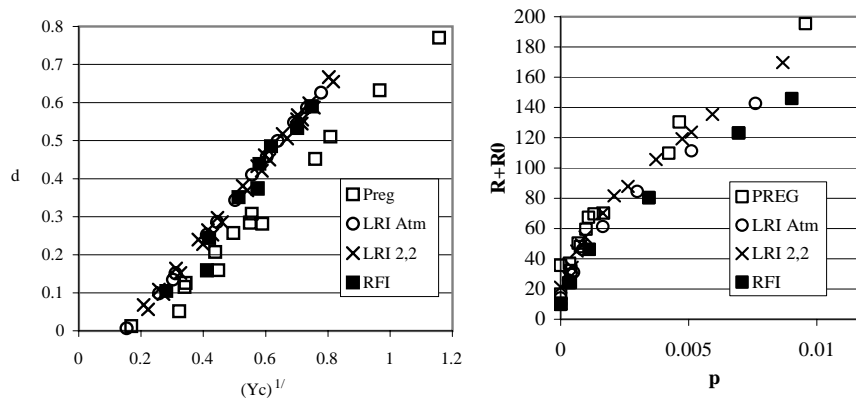 0.8
0.7
0.6
0.5
0.4
0.3
0.2
0.1
0
d
0 0.2 0.4 0.6 0.8 1 1.2
(Yc) 1/
Preg
LRI Atm
LRI 2,2
RFI
200
180
160
140
120
100
80
60
40
20
0
R+R0
0 0.005 0.01
p
PREG
LRI Atm
LRI 2,2
RFI